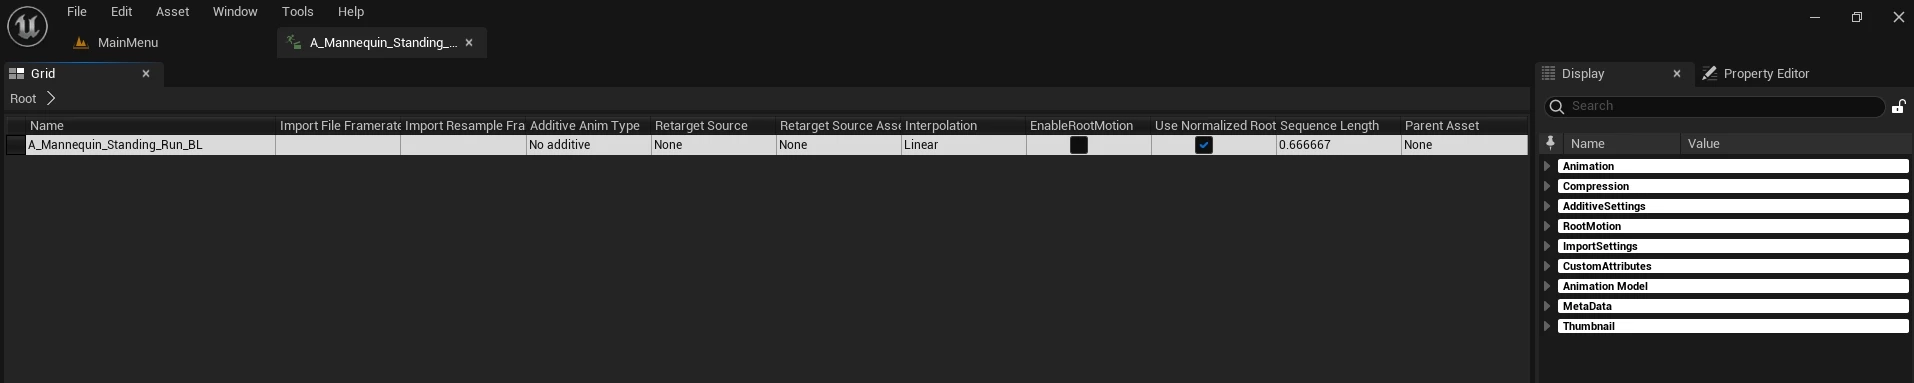 File Edit Asset Window Tools Help
MainMenu A_Mannequin_Standing_...
Grid
Display Property Editor
Root
Search
Name Import File Framerate Import Resample Fra Additive Anim Type Retarget Source Retarget Source Asse Interpolation EnableRootMotion Use Normalized Root Sequence Length Parent Asset
A_Mannequin_Standing_Run_BL No additive None None Linear 0.666667 None
Name Value
Animation
Compression
AdditiveSettings
RootMotion
ImportSettings
CustomAttributes
Animation Model
MetaData
Thumbnail